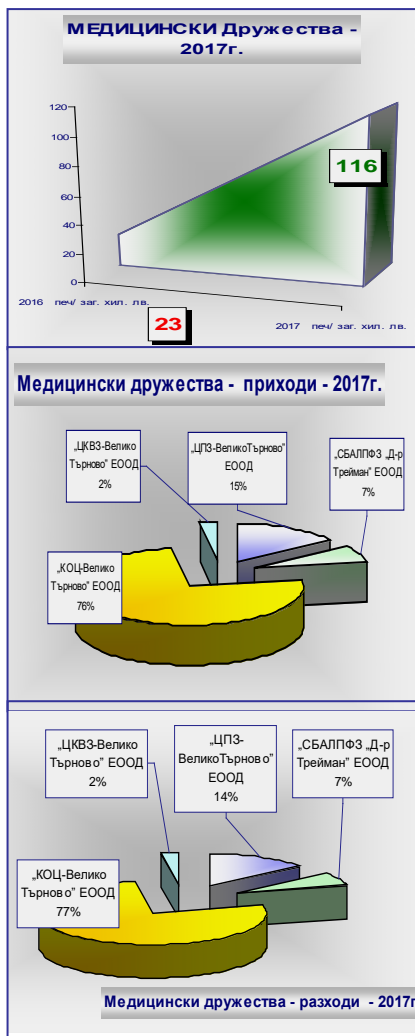 МЕДИЦИНСКИ Дружества -
2017г.
120
100
80
60
40
20
0
116
2016 печ/ заг. хил. лв.
23
2017 печ/ заг. хил. лв.
Медицински дружества - приходи - 2017г.
„ЦКВЗ-Велико
Търново” ЕООД
2%
„ЦПЗ-ВеликоТърново”
ЕООД
15%
„СБАЛПФЗ „Д-р
Трейман” ЕООД
7%
„КОЦ-Велико
Търново” ЕООД
76%
„ЦКВЗ-Велико
Търново” ЕООД
2%
„ЦПЗ-
ВеликоТърново”
ЕООД
14%
„СБАЛПФЗ „Д-р
Трейман” ЕООД
7%
„КОЦ-Велико
Търново” ЕООД
77%
Медицински дружества - разходи - 2017г